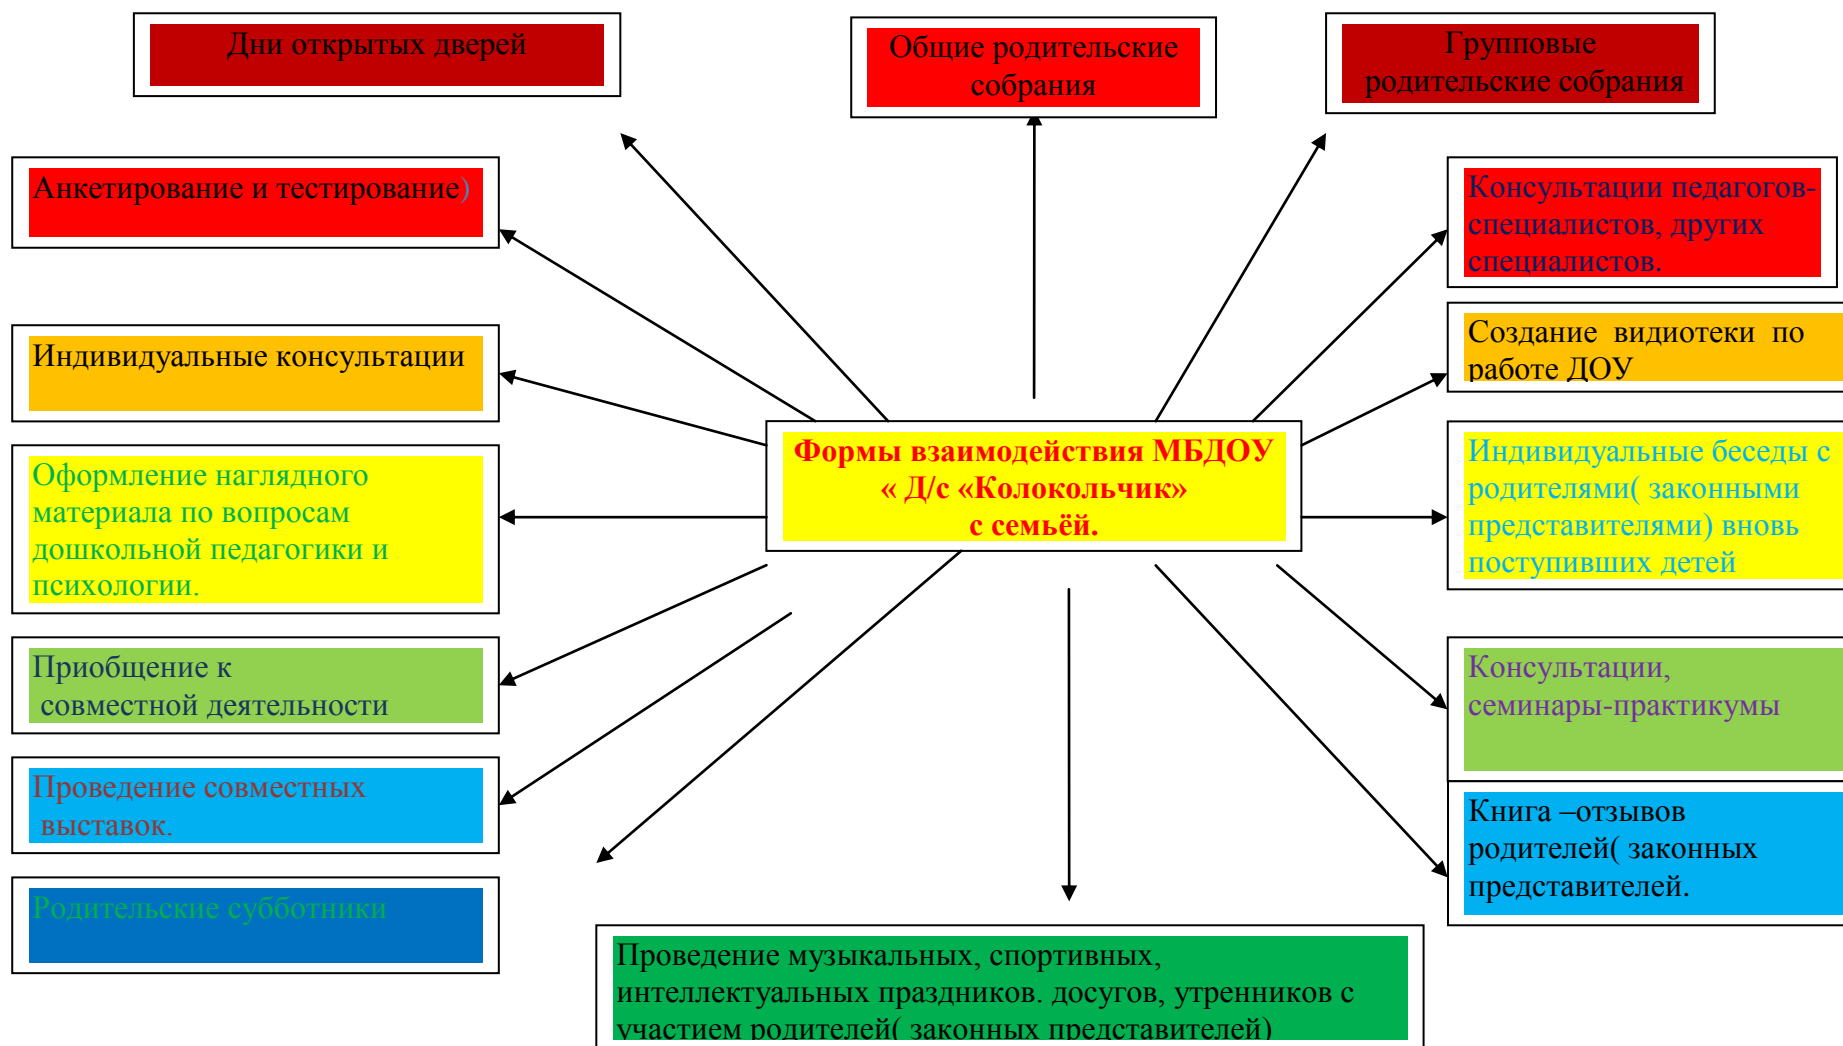 Дни открытых дверей
Общие родительские
собрания
Групповые
родительские собрания
Анкетирование и тестирование)
Консультации педагогов-
специалистов, других
специалистов.
Индивидуальные консультации
Создание видиотеки по
работе ДОУ
Формы взаимодействия МБДОУ
« Д/с «Колокольчик»
с семьёй.
Оформление наглядного
материала по вопросам
дошкольной педагогики и
психологии.
Индивидуальные беседы с
родителями( законными
представителями) вновь
поступивших детей
Приобщение к
совместной деятельности
Консультации,
семинары-практикумы
Проведение совместных
выставок.
Книга –отзывов
родителей( законных
представителей.
Родительские субботники
Проведение музыкальных, спортивных,
интеллектуальных праздников. досугов, утренников с
участием родителей( законных представителей)